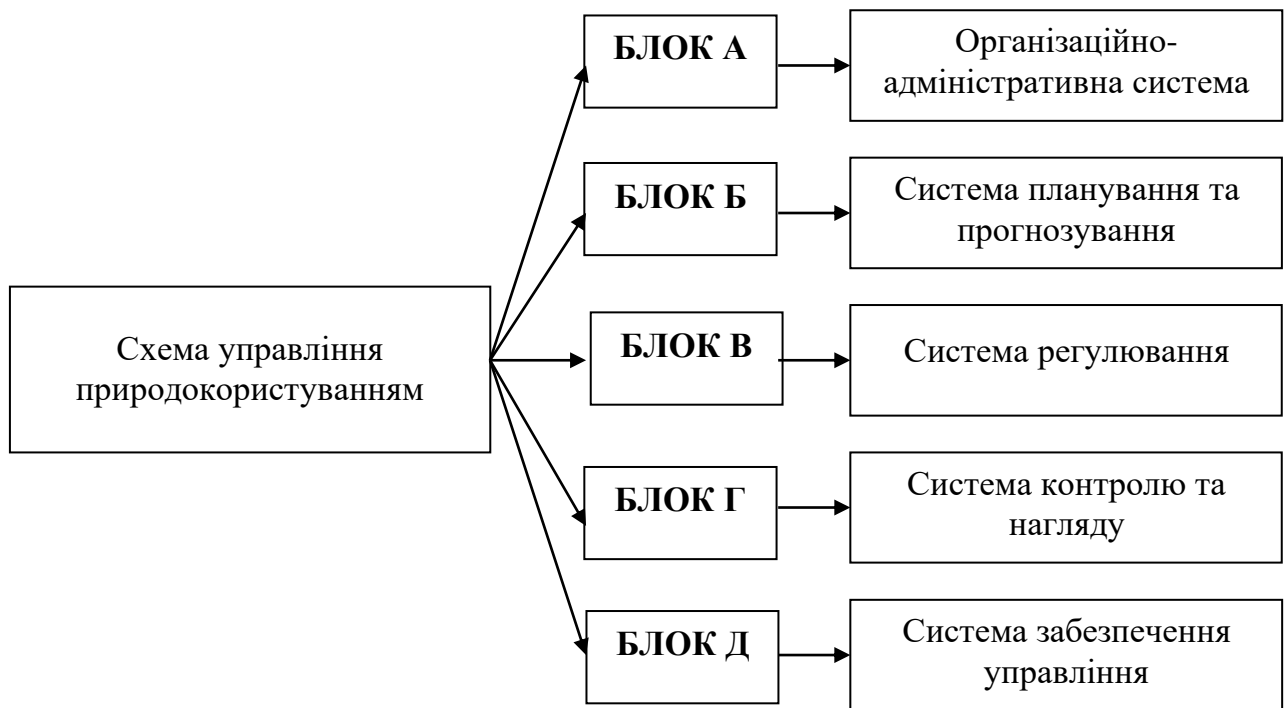 БЛОК А
Організаційно-
адміністративна система
БЛОК Б
Система планування та
прогнозування
Схема управління
природокористуванням
БЛОК В
Система регулювання
БЛОК Г
Система контролю та
нагляду
БЛОК Д
Система забезпечення
управління